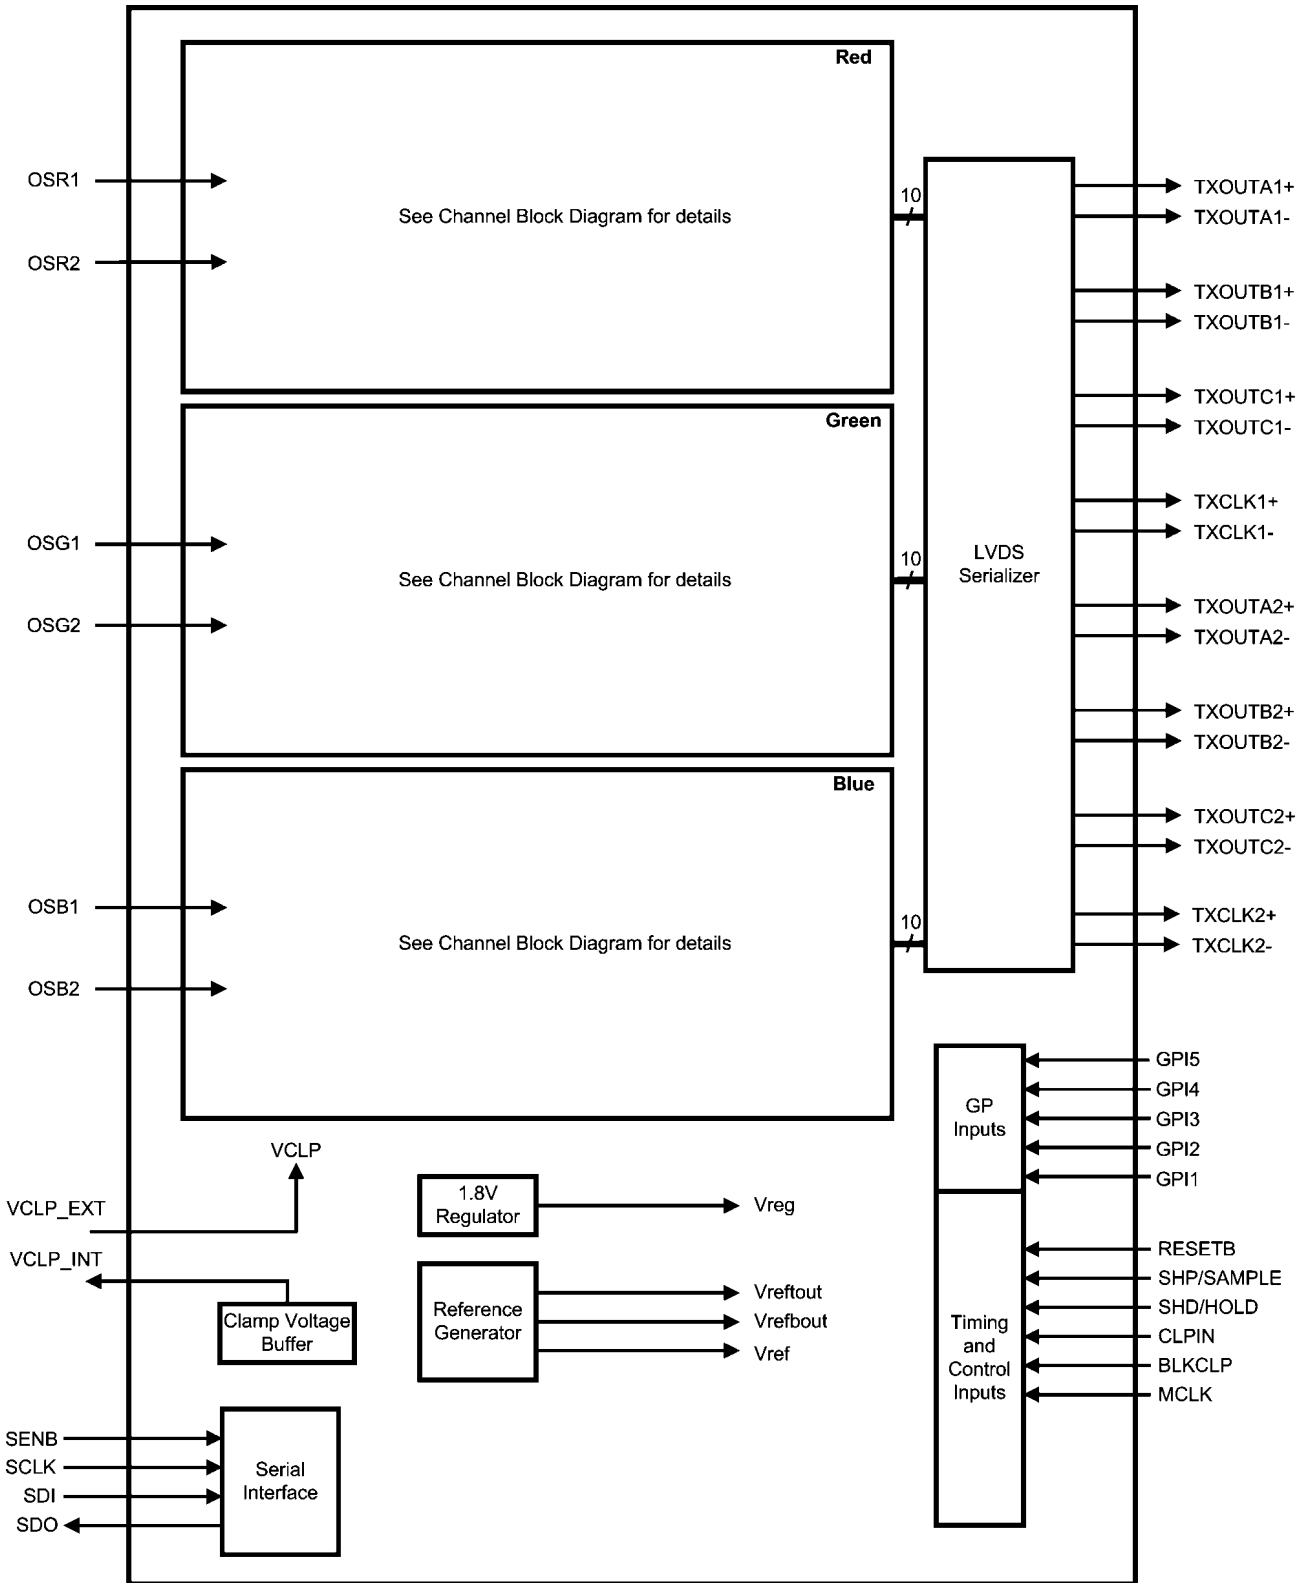 Red
OSR1
OSR2
See Channel Block Diagram for details
10
Green
OSG1
OSG2
See Channel Block Diagram for details
10
Blue
OSB1
OSB2
See Channel Block Diagram for details
10
LVDS
Serializer
TXOUTA1+
TXOUTA1-
TXOUTB1+
TXOUTB1-
TXOUTC1+
TXOUTC1-
TXCLK1+
TXCLK1-
TXOUTA2+
TXOUTA2-
TXOUTB2+
TXOUTB2-
TXOUTC2+
TXOUTC2-
TXCLK2+
TXCLK2-
VCLP
VCLP_EXT
VCLP_INT
Clamp Voltage
Buffer
1.8V
Regulator
Vreg
Reference
Generator
Vreftout
Vrefbout
Vref
GP
Inputs
GPI5
GPI4
GPI3
GPI2
GPI1
Timing
and
Control
Inputs
RESETB
SHP/SAMPLE
SHD/HOLD
CLPIN
BLKCLP
MCLK
SENB
SCLK
SDI
SDO
Serial
Interface